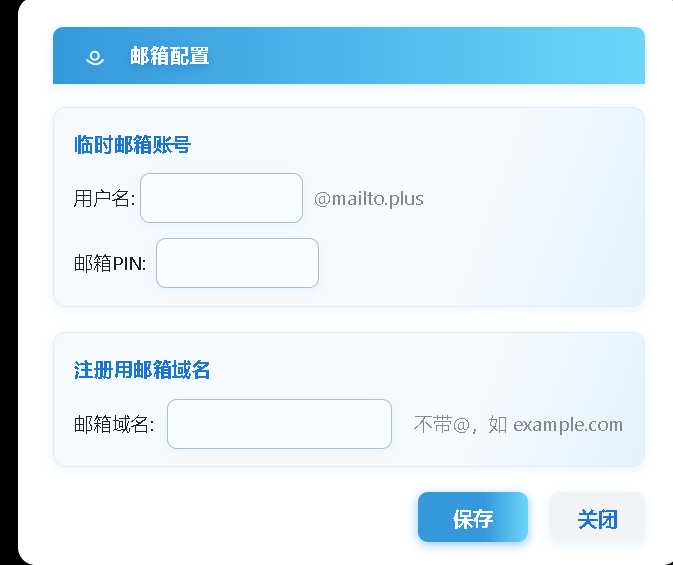 邮箱配置
临时邮箱账号
用户名: @mailto.plus
邮箱PIN:
注册用邮箱域名
邮箱域名: 不带@，如 example.com
保存 关闭